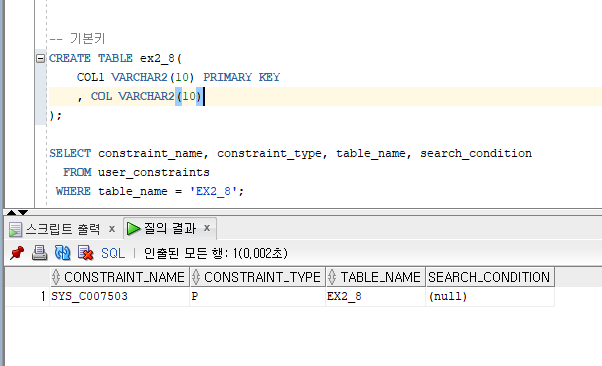 -- 기본키
CREATE TABLE ex2_8(
COL1 VARCHAR2(10) PRIMARY KEY
, COL VARCHAR2(10)
);
SELECT constraint_name, constraint_type, table_name, search_condition
FROM user_constraints
WHERE table_name = 'EX2_8';
스크립트 출력 x 질의 결과 x
SQL | 인출된 모든 행: 1(0,002초)
CONSTRAINT_NAME CONSTRAINT_TYPE TABLE_NAME SEARCH_CONDITION
1 SYS_C007503 P EX2_8 (null)